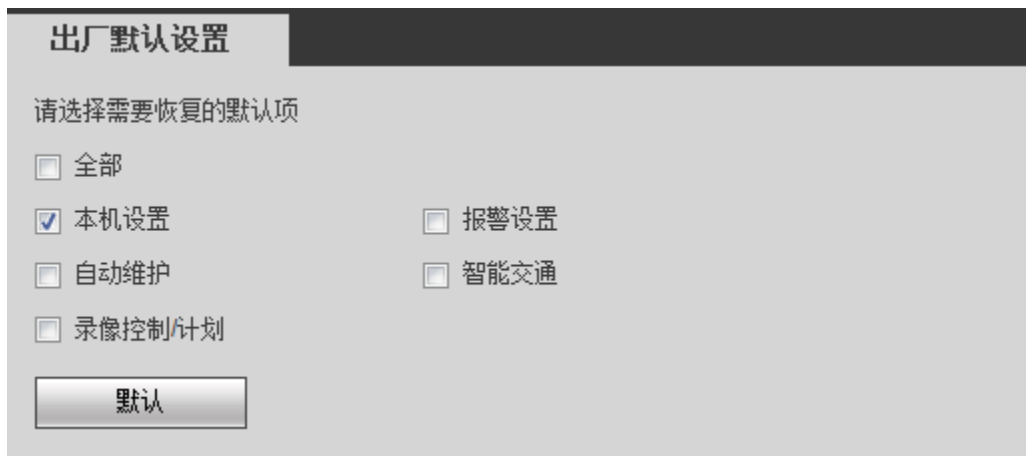 出厂默认设置
请选择需要恢复的默认项
全部
本机设置 报警设置
自动维护 智能交通
录像控制/计划
默认